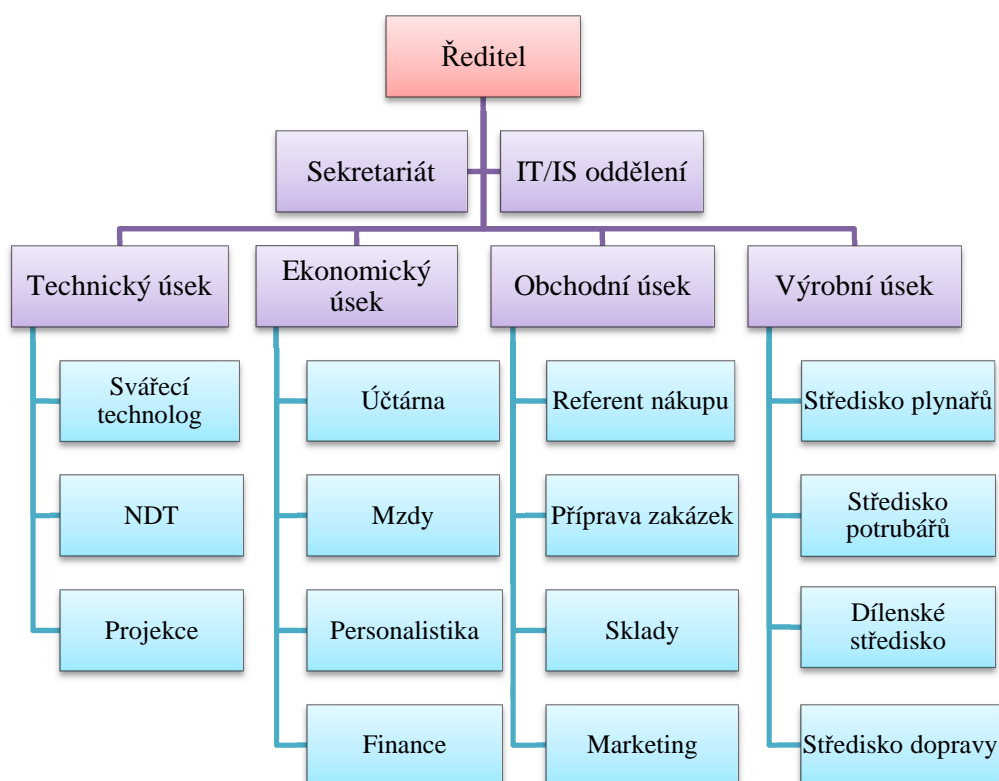 Ředitel
Sekretariát
IT/IS oddělení
Technický úsek
Ekonomický
úsek
Obchodní úsek
Výrobní úsek
Svářecí
technolog
Účtárna
Referent nákupu
Středisko plynařů
NDT
Mzdy
Příprava zakázek
Středisko
potrubářů
Projekce
Personalistika
Sklady
Dílenské
středisko
Finance
Marketing
Středisko dopravy